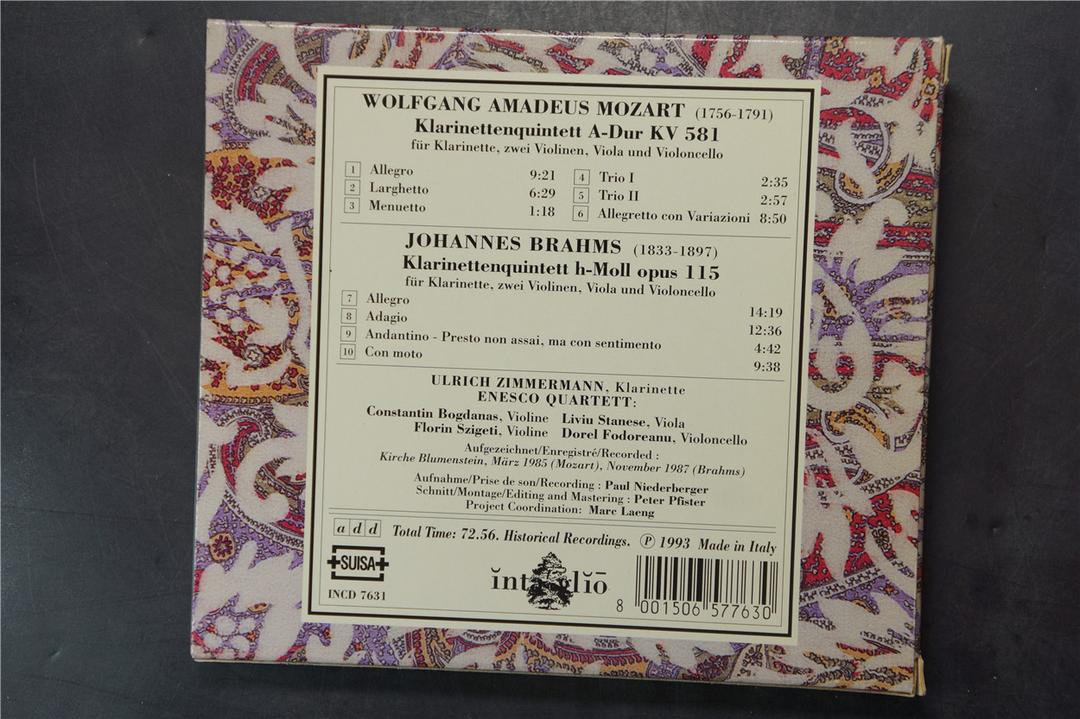 WOLFGANG AMADEUS MOZART (1756-1791)
Klarinettenquintett A-Dur KV 581
für Klarinette, zwei Violinen, Viola und Violoncello
1 Allegro 9:21
2 Larghetto 6:29
3 Menuetto 1:18
4 Trio I 2:35
5 Trio II 2:57
6 Allegretto con Variazioni 8:50
JOHANNES BRAHMS (1833-1897)
Klarinettenquintett h-Moll opus 115
für Klarinette, zwei Violinen, Viola und Violoncello
7 Allegro 14:19
8 Adagio 12:36
9 Andantino - Presto non assai, ma con sentimento 4:42
10 Con moto 9:38
ULRICH ZIMMERMANN, Klarinette
ENESCO QUARTETT:
Constantin Bogdanas, Violine Liviu Stanese, Viola
Florin Szigeti, Violine Dorel Fodoreanu, Violoncello
Aufgezeichnet/Enregistré/Recorded :
Kirche Blumenstein, März 1985 (Mozart), November 1987 (Brahms)
Aufnahme/Prise de son/Recording : Paul Niederberger
Schnitt/Montage/Editing and Mastering : Peter Pfister
Project Coordination: Marc Laeng
a d d Total Time: 72.56. Historical Recordings. ℗ 1993 Made in Italy
SUISA
INCD 7631
ĭntaglĭō
8 001506 577630